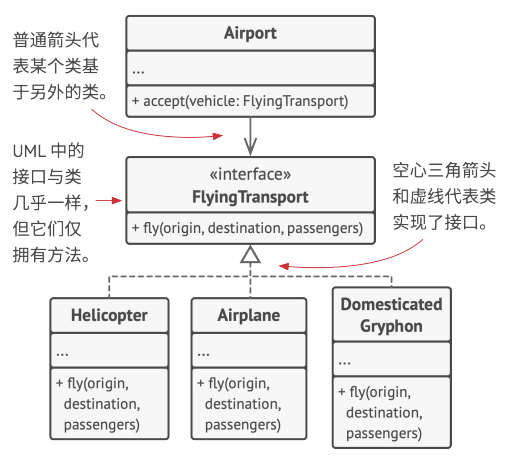 普通箭头代
表某个类基
于另外的类。
Airport
...
+ accept(vehicle: FlyingTransport)
UML 中的
接口与类
几乎一样，
但它们仅
拥有方法。
«interface»
FlyingTransport
+ fly(origin, destination, passengers)
空心三角箭头
和虚线代表类
实现了接口。
Helicopter
...
+ fly(origin,
destination,
passengers)
Airplane
...
+ fly(origin,
destination,
passengers)
Domesticated
Gryphon
...
+ fly(origin,
destination,
passengers)